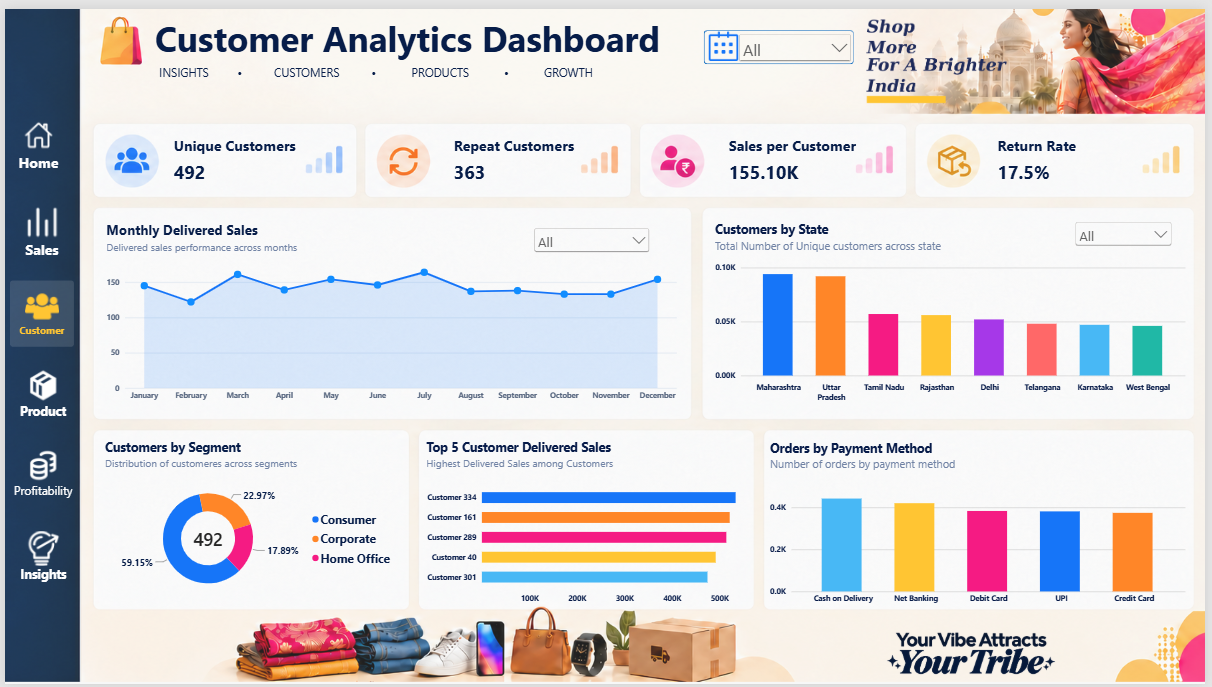 Customer Analytics Dashboard
INSIGHTS • CUSTOMERS • PRODUCTS • GROWTH
All
Shop
More
For A Brighter
India
Home
Sales
Customer
Product
Profitability
Insights
Unique Customers
492
Repeat Customers
363
Sales per Customer
155.10K
Return Rate
17.5%
Monthly Delivered Sales
Delivered sales performance across months
All
150
100
50
0
January February March April May June July August September October November December
Customers by State
Total Number of Unique customers across state
All
0.10K
0.05K
0.00K
Maharashtra Uttar Pradesh Tamil Nadu Rajasthan Delhi Telangana Karnataka West Bengal
Customers by Segment
Distribution of customeres across segments
22.97%
492
17.89%
59.15%
Consumer
Corporate
Home Office
Top 5 Customer Delivered Sales
Highest Delivered Sales among Customers
Customer 334
Customer 161
Customer 289
Customer 40
Customer 301
100K 200K 300K 400K 500K
Orders by Payment Method
Number of orders by payment method
0.4K
0.2K
0.0K
Cash on Delivery Net Banking Debit Card UPI Credit Card
Your Vibe Attracts
Your Tribe